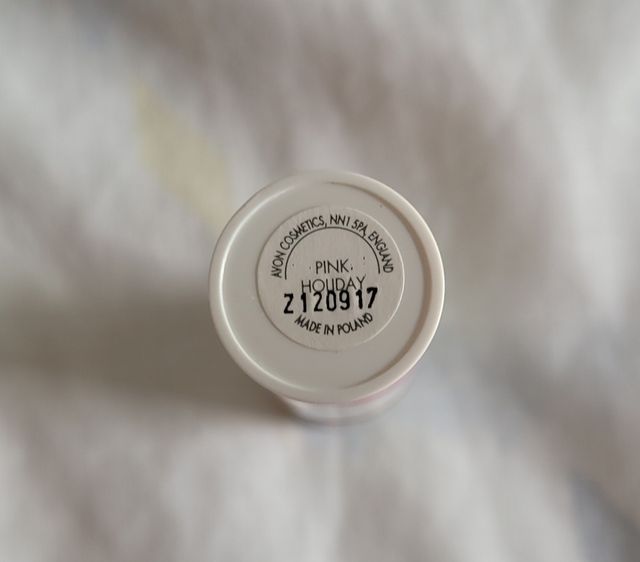 AVON COSMETICS, NN1 5PA, ENGLAND
PINK
HOLIDAY
Z120917
MADE IN POLAND